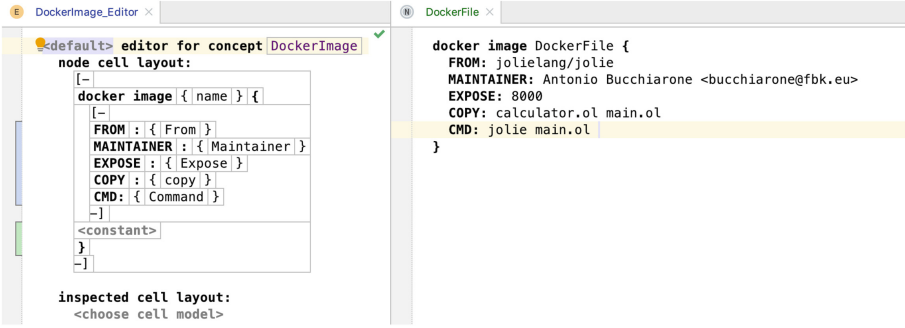 E DockerImage_Editor ×
<default> editor for concept DockerImage
node cell layout:
[-
docker image { name } {
[-
FROM : { From }
MAINTAINER : { Maintainer }
EXPOSE : { Expose }
COPY : { copy }
CMD: { Command }
-]
<constant>
}
-]
inspected cell layout:
<choose cell model>
N DockerFile ×
docker image DockerFile {
FROM: jolielang/jolie
MAINTAINER: Antonio Bucchiarone <bucchiarone@fbk.eu>
EXPOSE: 8000
COPY: calculator.ol main.ol
CMD: jolie main.ol
}